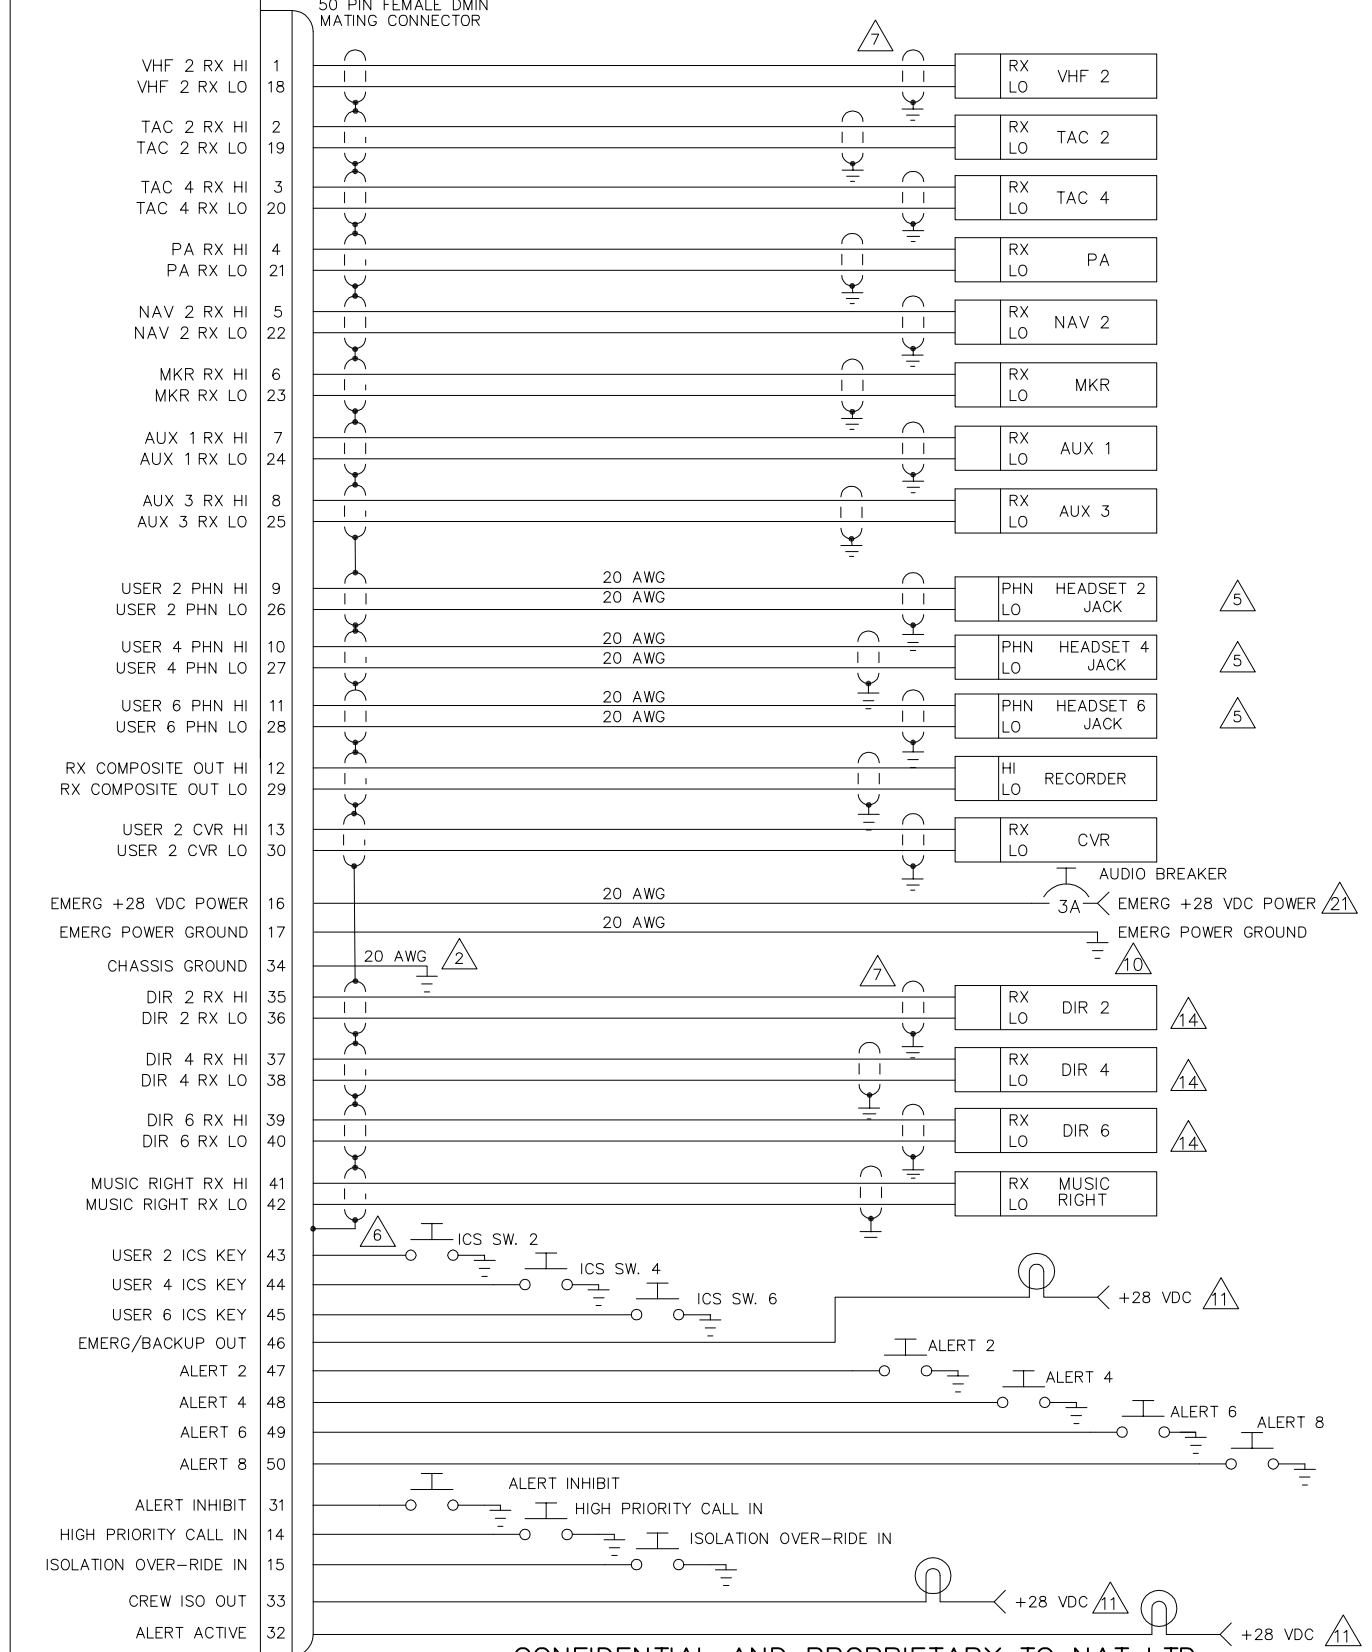 50 PIN FEMALE DMIN
MATING CONNECTOR
7
VHF 2 RX HI 1 RX VHF 2
VHF 2 RX LO 18 LO
TAC 2 RX HI 2 RX TAC 2
TAC 2 RX LO 19 LO
TAC 4 RX HI 3 RX TAC 4
TAC 4 RX LO 20 LO
PA RX HI 4 RX PA
PA RX LO 21 LO
NAV 2 RX HI 5 RX NAV 2
NAV 2 RX LO 22 LO
MKR RX HI 6 RX MKR
MKR RX LO 23 LO
AUX 1 RX HI 7 RX AUX 1
AUX 1 RX LO 24 LO
AUX 3 RX HI 8 RX AUX 3
AUX 3 RX LO 25 LO
USER 2 PHN HI 9 20 AWG PHN HEADSET 2 5
USER 2 PHN LO 26 20 AWG LO JACK
USER 4 PHN HI 10 20 AWG PHN HEADSET 4 5
USER 4 PHN LO 27 20 AWG LO JACK
USER 6 PHN HI 11 20 AWG PHN HEADSET 6 5
USER 6 PHN LO 28 20 AWG LO JACK
RX COMPOSITE OUT HI 12 HI RECORDER
RX COMPOSITE OUT LO 29 LO
USER 2 CVR HI 13 RX CVR
USER 2 CVR LO 30 LO
AUDIO BREAKER
EMERG +28 VDC POWER 16 20 AWG 3A EMERG +28 VDC POWER 21
EMERG POWER GROUND 17 20 AWG EMERG POWER GROUND
CHASSIS GROUND 34 20 AWG 2 10
7
DIR 2 RX HI 35 RX DIR 2 14
DIR 2 RX LO 36 LO
DIR 4 RX HI 37 RX DIR 4 14
DIR 4 RX LO 38 LO
DIR 6 RX HI 39 RX DIR 6 14
DIR 6 RX LO 40 LO
MUSIC RIGHT RX HI 41 RX MUSIC
MUSIC RIGHT RX LO 42 LO RIGHT
6
USER 2 ICS KEY 43 ICS SW. 2
USER 4 ICS KEY 44 ICS SW. 4
USER 6 ICS KEY 45 ICS SW. 6 +28 VDC 11
EMERG/BACKUP OUT 46
ALERT 2 47 ALERT 2
ALERT 4 48 ALERT 4
ALERT 6 49 ALERT 6
ALERT 8 50 ALERT 8
ALERT INHIBIT 31 ALERT INHIBIT
HIGH PRIORITY CALL IN 14 HIGH PRIORITY CALL IN
ISOLATION OVER-RIDE IN 15 ISOLATION OVER-RIDE IN
CREW ISO OUT 33 +28 VDC 11
ALERT ACTIVE 32 +28 VDC 11
CONFIDENTIAL AND PROPRIETARY TO NAT LTD